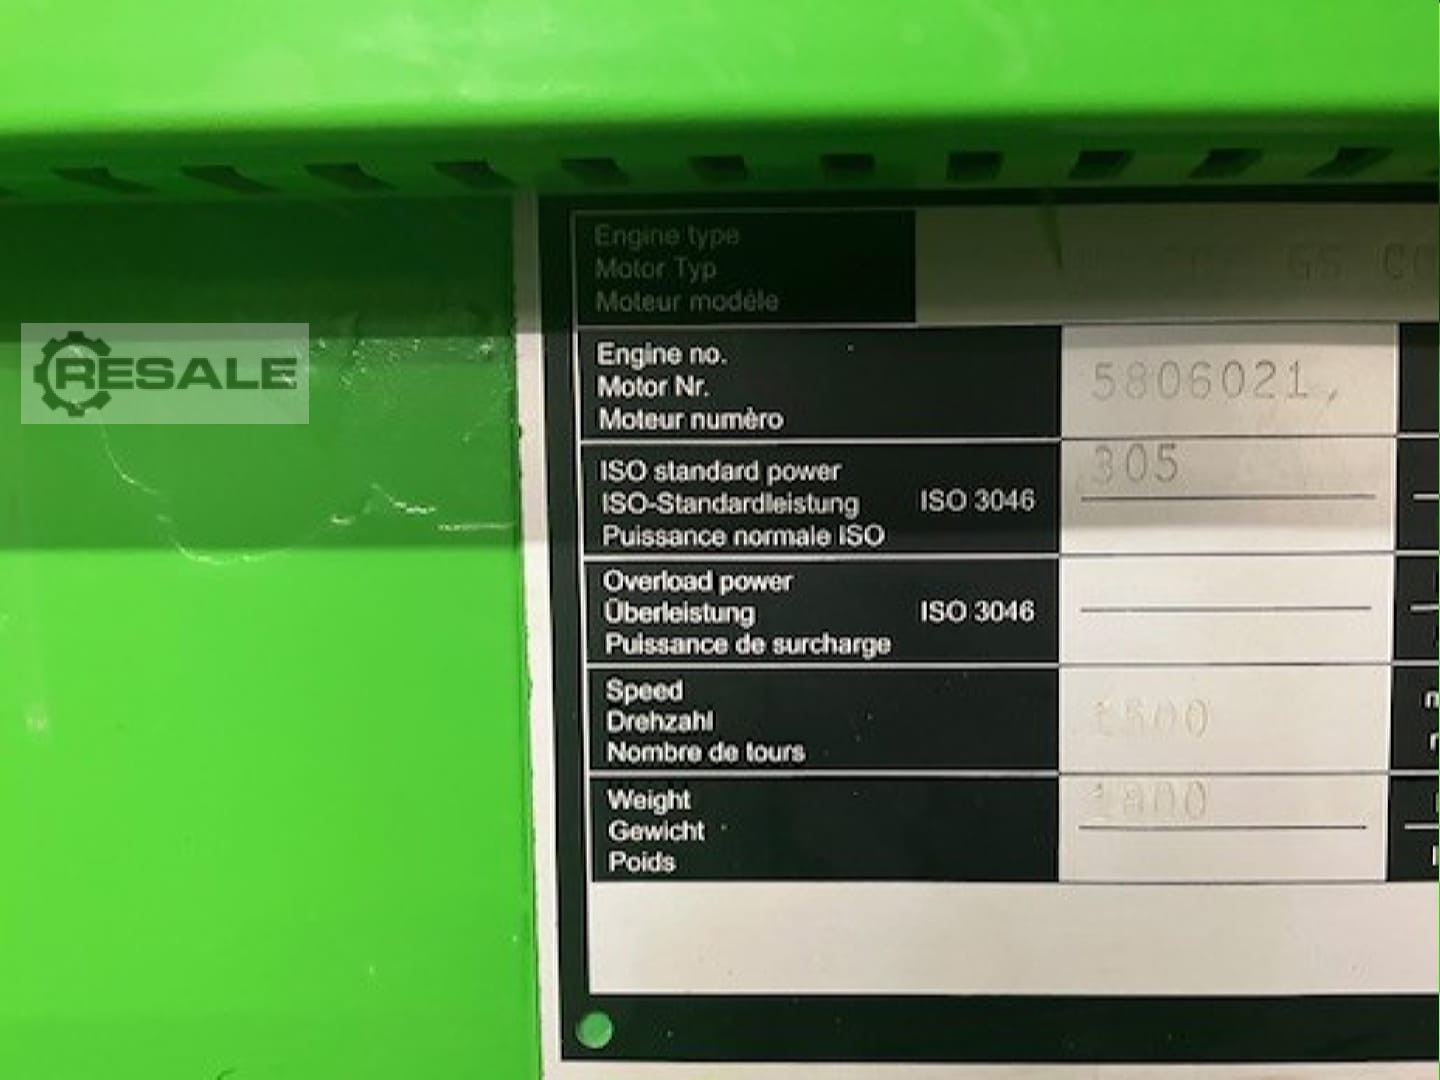 Engine type
Motor Typ
Moteur modèle
Engine no.
Motor Nr.
Moteur numèro
5806021,
ISO standard power
ISO-Standardleistung ISO 3046
Puissance normale ISO
305
Overload power
Überleistung ISO 3046
Puissance de surcharge
Speed
Drehzahl
Nombre de tours
1500
Weight
Gewicht
Poids
RESALE